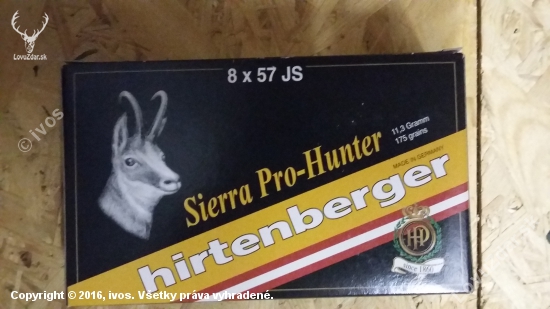 LovuZdar.sk
© ivos
8 x 57 JS
Sierra Pro-Hunter
11,3 Gramm
175 grains
MADE IN GERMANY
hirtenberger
HP
since 1860
Copyright © 2016, ivos. Všetky práva vyhradené.